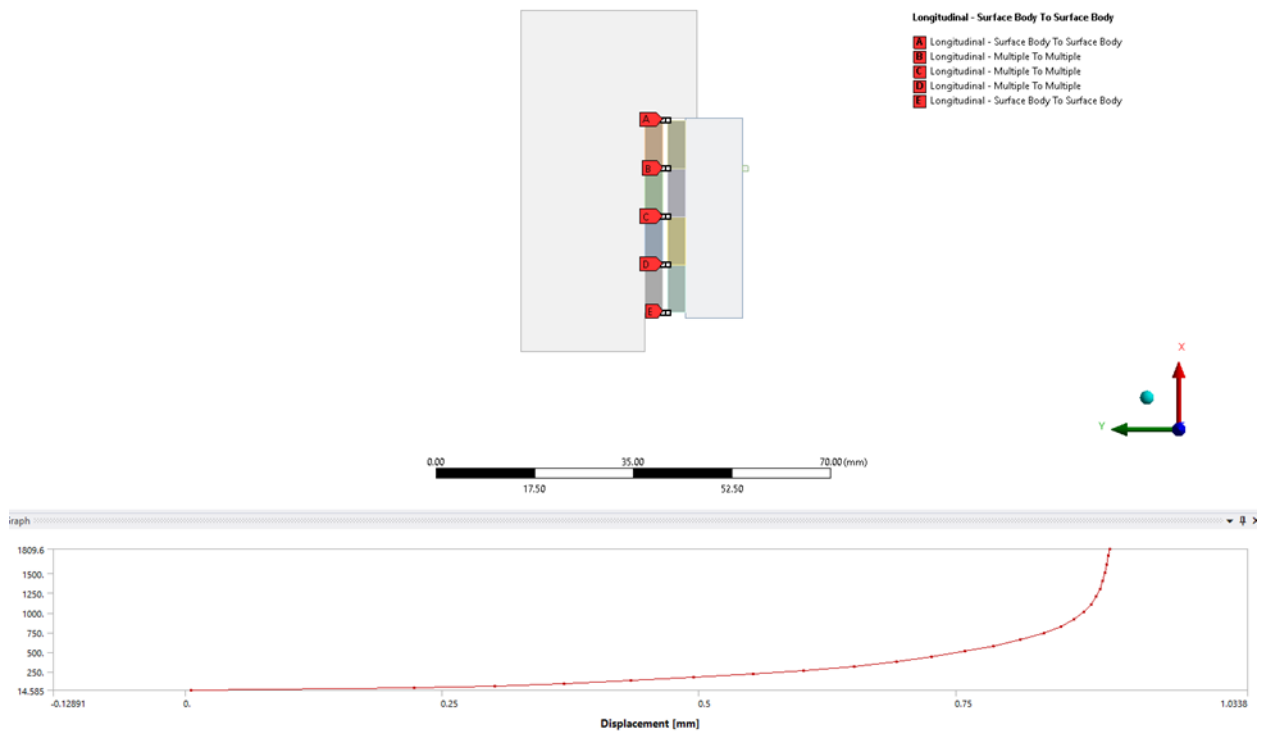 Longitudinal - Surface Body To Surface Body
A Longitudinal - Surface Body To Surface Body
B Longitudinal - Multiple To Multiple
C Longitudinal - Multiple To Multiple
D Longitudinal - Multiple To Multiple
E Longitudinal - Surface Body To Surface Body
A
B
C
D
E
X
Y
0.00 35.00 70.00 (mm)
17.50 52.50
raph
1809.6
1500.
1250.
1000.
750.
500.
250.
14.585
-0.12891 0. 0.25 0.5 0.75 1.0338
Displacement [mm]